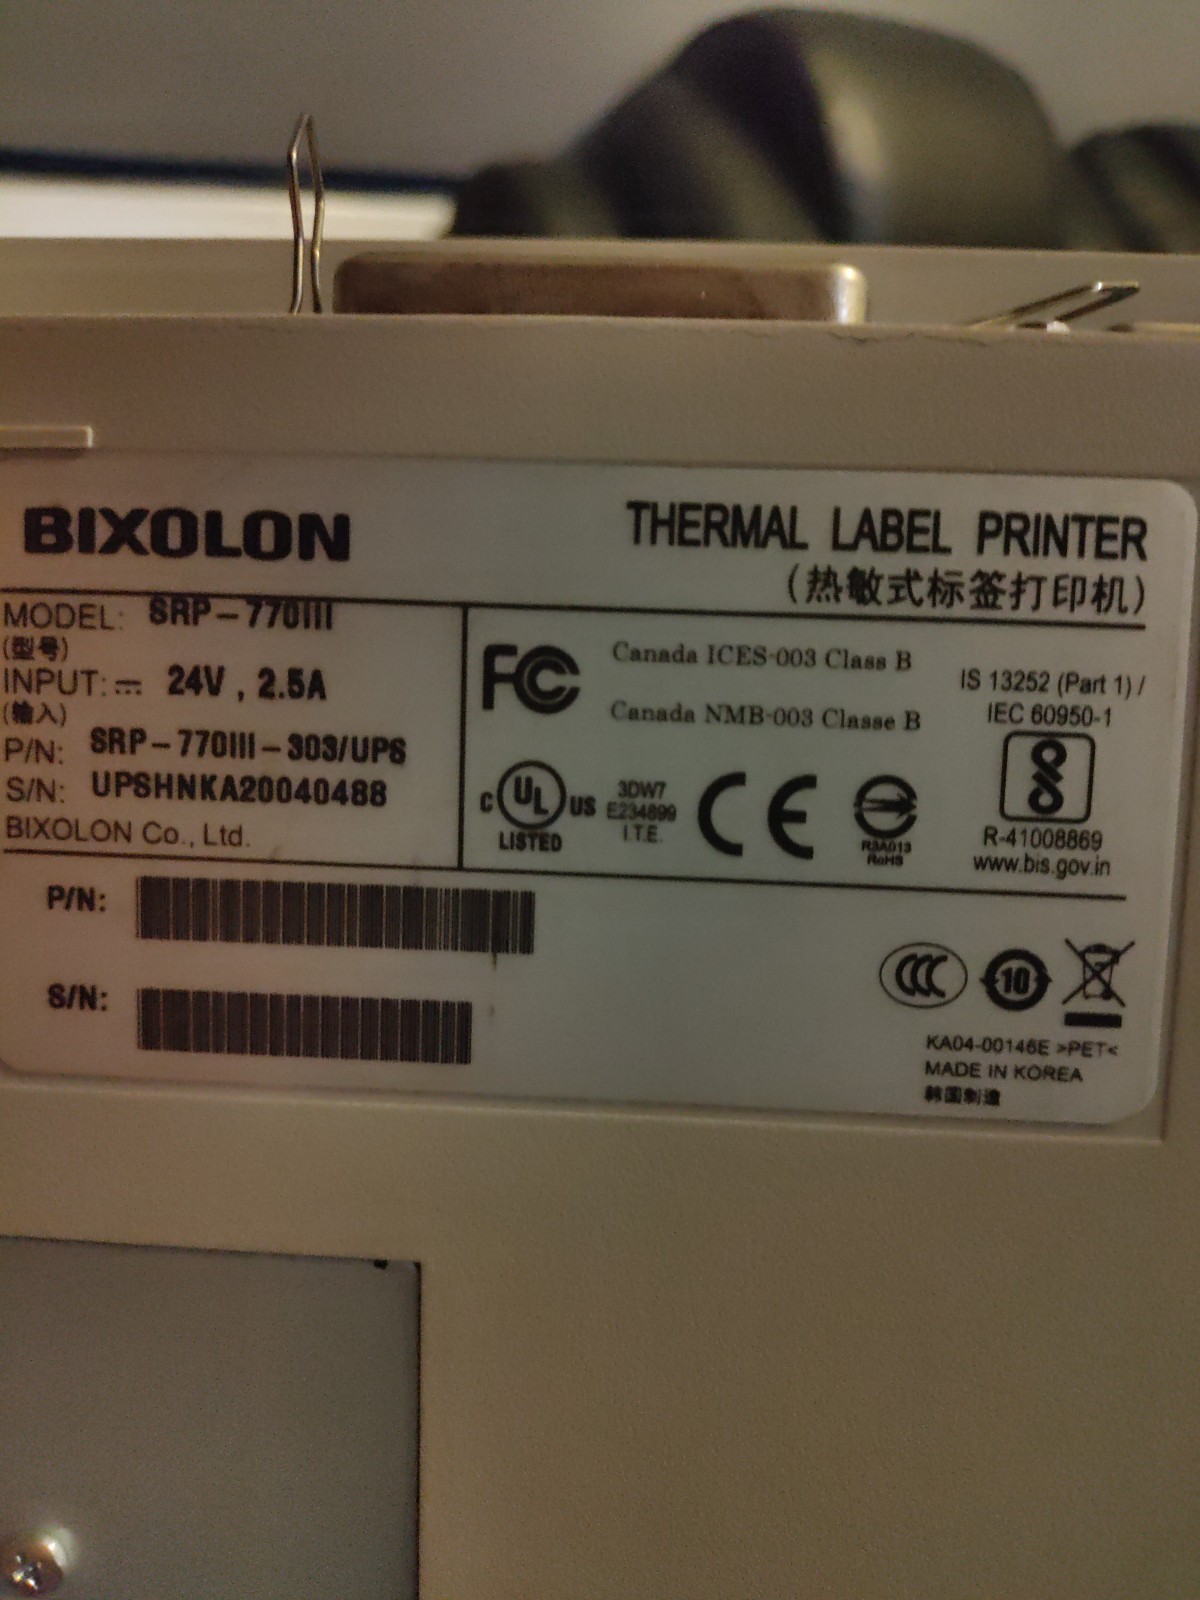 BIXOLON
THERMAL LABEL PRINTER
(热敏式标签打印机)
MODEL: SRP-770III
(型号)
INPUT: 24V , 2.5A
(输入)
P/N: SRP-770III-303/UPS
S/N: UPSHNKA20040488
BIXOLON Co., Ltd.
FC
Canada ICES-003 Class B
Canada NMB-003 Classe B
IS 13252 (Part 1) /
IEC 60950-1
C UL US
LISTED
3DW7
E234899
I.T.E.
CE
R3A013
RoHS
R-41008869
www.bis.gov.in
P/N:
S/N:
CCC
10
KA04-00146E >PET<
MADE IN KOREA
韩国制造